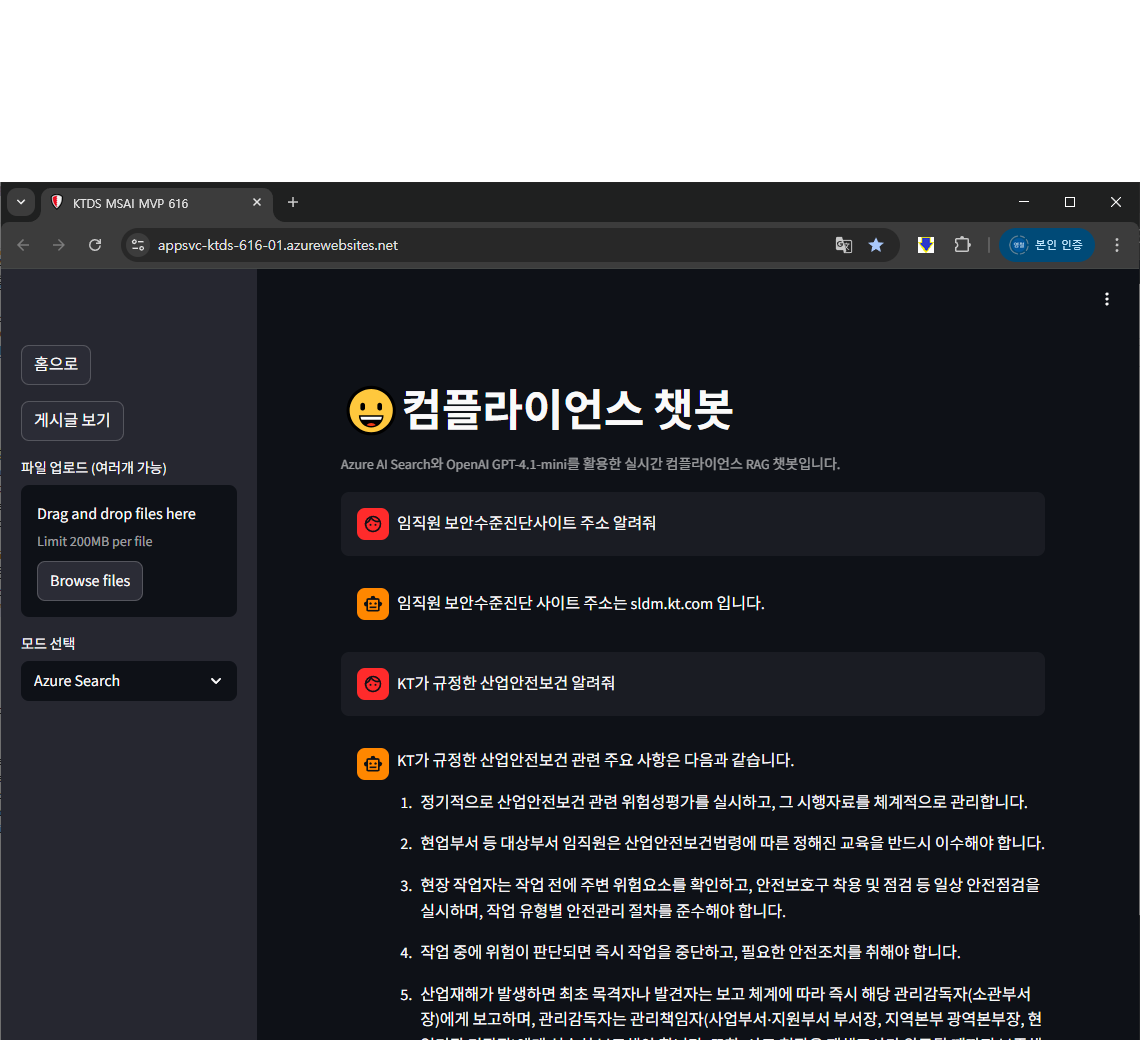 KTDS MSAI MVP 616
appsvc-ktds-616-01.azurewebsites.net
본인 인증
홈으로
게시글 보기
파일 업로드 (여러개 가능)
Drag and drop files here
Limit 200MB per file
Browse files
모드 선택
Azure Search
컴플라이언스 챗봇
Azure AI Search와 OpenAI GPT-4.1-mini를 활용한 실시간 컴플라이언스 RAG 챗봇입니다.
임직원 보안수준진단사이트 주소 알려줘
임직원 보안수준진단 사이트 주소는 sldm.kt.com 입니다.
KT가 규정한 산업안전보건 알려줘
KT가 규정한 산업안전보건 관련 주요 사항은 다음과 같습니다.
1. 정기적으로 산업안전보건 관련 위험성평가를 실시하고, 그 시행자료를 체계적으로 관리합니다.
2. 현업부서 등 대상부서 임직원은 산업안전보건법령에 따른 정해진 교육을 반드시 이수해야 합니다.
3. 현장 작업자는 작업 전에 주변 위험요소를 확인하고, 안전보호구 착용 및 점검 등 일상 안전점검을
실시하며, 작업 유형별 안전관리 절차를 준수해야 합니다.
4. 작업 중에 위험이 판단되면 즉시 작업을 중단하고, 필요한 안전조치를 취해야 합니다.
5. 산업재해가 발생하면 최초 목격자나 발견자는 보고 체계에 따라 즉시 해당 관리감독자(소관부서
장)에게 보고하며, 관리감독자는 관리책임자(사업부서·지원부서 부서장, 지역본부 광역본부장, 현